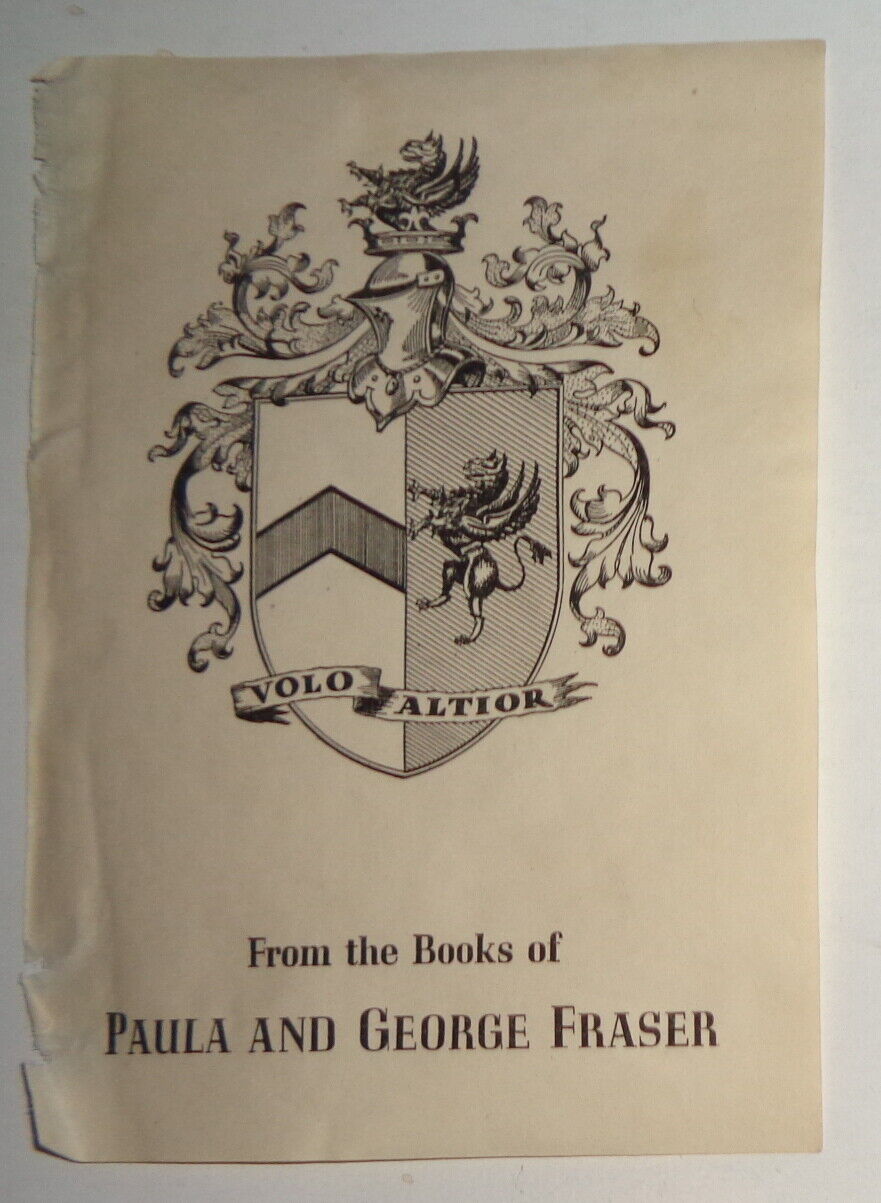 VOLO ALTIOR
From the Books of
PAULA AND GEORGE FRASER